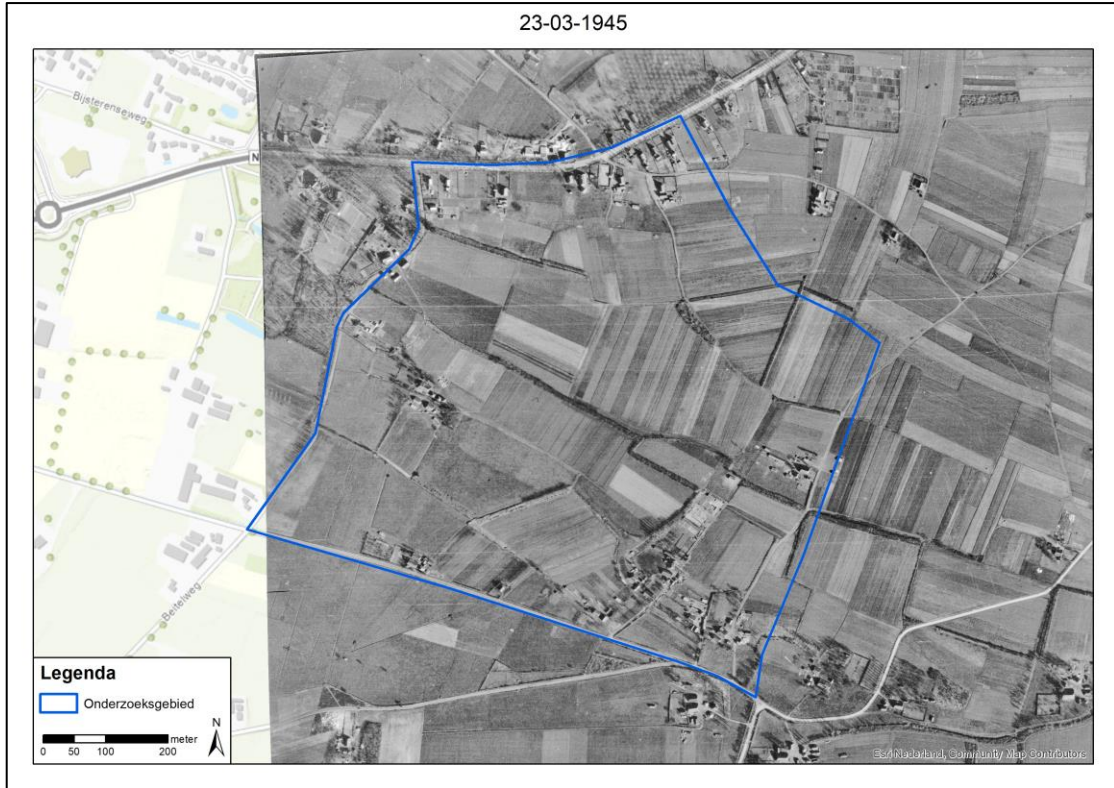 23-03-1945
Bijsterenseweg
N
Beitelweg
Legenda
Onderzoeksgebied
N
meter
0 50 100 200
Esri Nederland, Community Map Contributors